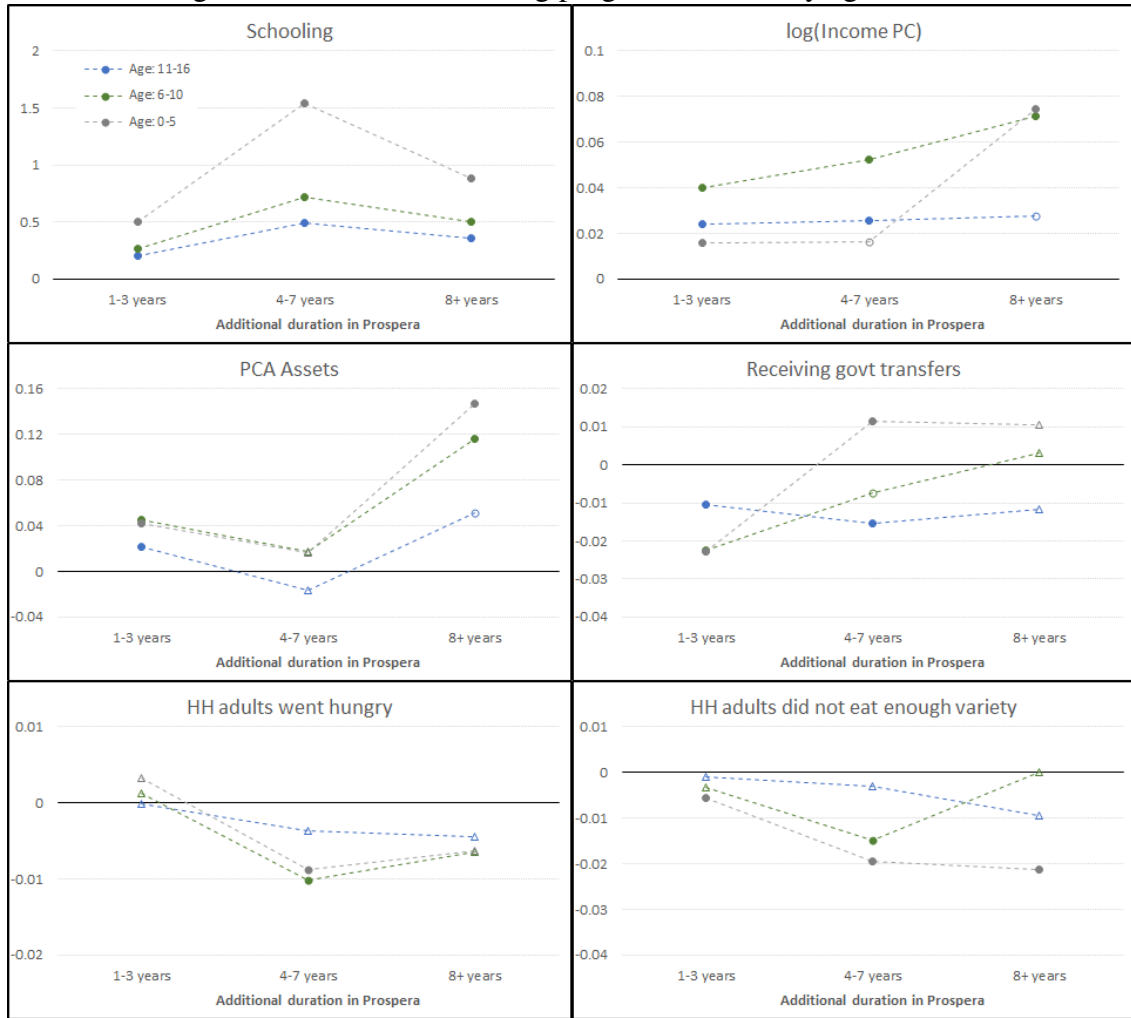 Schooling
2
1.5
1
0.5
0
Age: 11-16
Age: 6-10
Age: 0-5
1-3 years 4-7 years 8+ years
Additional duration in Prospera
log(Income PC)
0.1
0.08
0.06
0.04
0.02
0
1-3 years 4-7 years 8+ years
Additional duration in Prospera
PCA Assets
0.16
0.12
0.08
0.04
0
-0.04
1-3 years 4-7 years 8+ years
Additional duration in Prospera
Receiving govt transfers
0.02
0.01
0
-0.01
-0.02
-0.03
-0.04
1-3 years 4-7 years 8+ years
Additional duration in Prospera
HH adults went hungry
0.01
0
-0.01
-0.02
1-3 years 4-7 years 8+ years
Additional duration in Prospera
HH adults did not eat enough variety
0.01
0
-0.01
-0.02
-0.03
-0.04
1-3 years 4-7 years 8+ years
Additional duration in Prospera